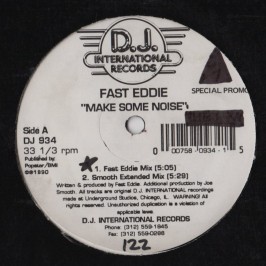 D.J.
INTERNATIONAL
RECORDS
FAST EDDIE
SPECIAL PROMO
"MAKE SOME NOISE"
Side A
DJ 934
33 1/3 rpm
Published by
Popstar/BMI
℗©1990
0 00758 0934-1 5
1. Fast Eddie Mix (5:05)
2. Smooth Extended Mix (5:29)
Written & produced by Fast Eddie. Additional production by Joe
Smooth. All tracks are original D.J. INTERNATIONAL recordings
made at Underground Studios, Chicago, IL. Warning: All
rights reserved. Unauthorized duplication is a violation of
applicable laws.
D.J. INTERNATIONAL RECORDS
Phone: (312) 559-1845
Fax: (312) 559-0298
122